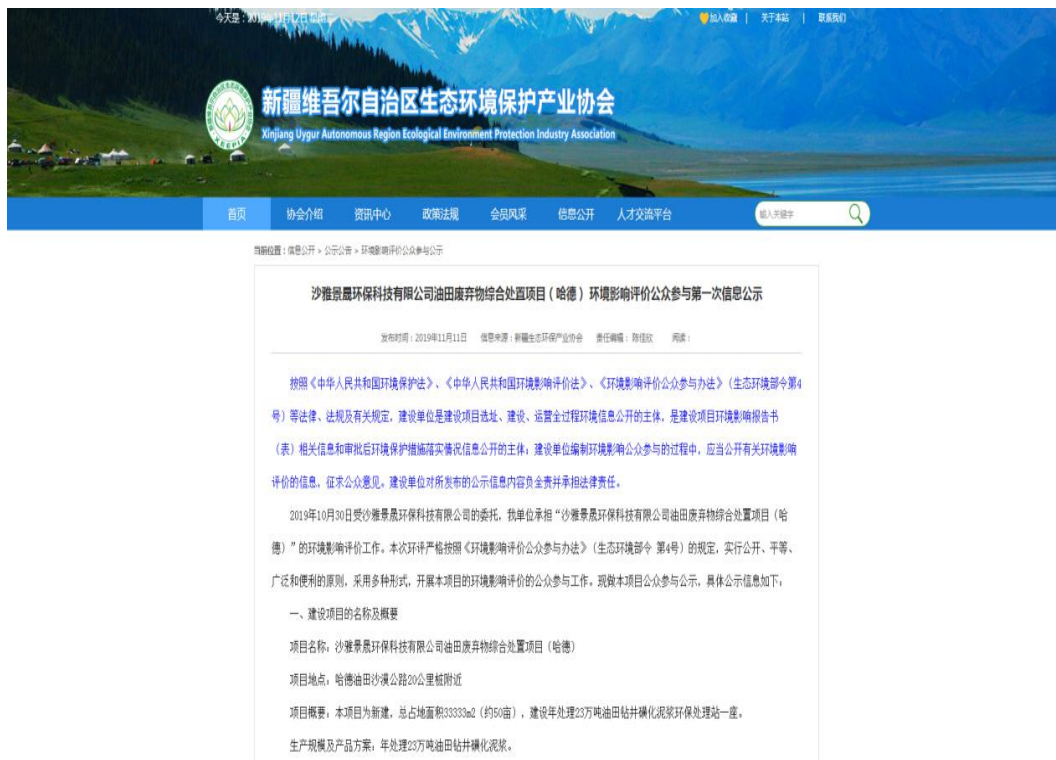 今天是：2019年11月12日
加入收藏 | 关于本站 | 联系我们
新疆维吾尔自治区生态环境保护产业协会
Xinjiang Uygur Autonomous Region Ecological Environment Protection Industry Association
XEEPIA
首页 协会介绍 资讯中心 政策法规 会员风采 信息公开 人才交流平台 输入关键字
当前位置：信息公开 > 公示公告 > 环境影响评价公众参与公示
沙雅景晟环保科技有限公司油田废弃物综合处置项目（哈德）环境影响评价公众参与第一次信息公示
发布时间：2019年11月11日 信息来源：新疆生态环保产业协会 责任编辑：陈佳欣 阅读：
按照《中华人民共和国环境保护法》、《中华人民共和国环境影响评价法》、《环境影响评价公众参与办法》（生态环境部令第4
号）等法律、法规及有关规定，建设单位是建设项目选址、建设、运营全过程环境信息公开的主体，是建设项目环境影响报告书
（表）相关信息和审批后环境保护措施落实情况信息公开的主体；建设单位编制环境影响公众参与的过程中，应当公开有关环境影响
评价的信息，征求公众意见。建设单位对所发布的公示信息内容负全责并承担法律责任。
2019年10月30日受沙雅景晟环保科技有限公司的委托，我单位承担“沙雅景晟环保科技有限公司油田废弃物综合处置项目（哈
德）”的环境影响评价工作。本次环评严格按照《环境影响评价公众参与办法》（生态环境部令 第4号）的规定，实行公开、平等、
广泛和便利的原则，采用多种形式，开展本项目的环境影响评价的公众参与工作。现做本项目公众参与公示，具体公示信息如下：
一、建设项目的名称及概要
项目名称：沙雅景晟环保科技有限公司油田废弃物综合处置项目（哈德）
项目地点：哈德油田沙漠公路20公里桩附近
项目概要：本项目为新建，总占地面积33333m2（约50亩），建设年处理23万吨油田钻井磺化泥浆环保处理站一座。
生产规模及产品方案：年处理23万吨油田钻井磺化泥浆。